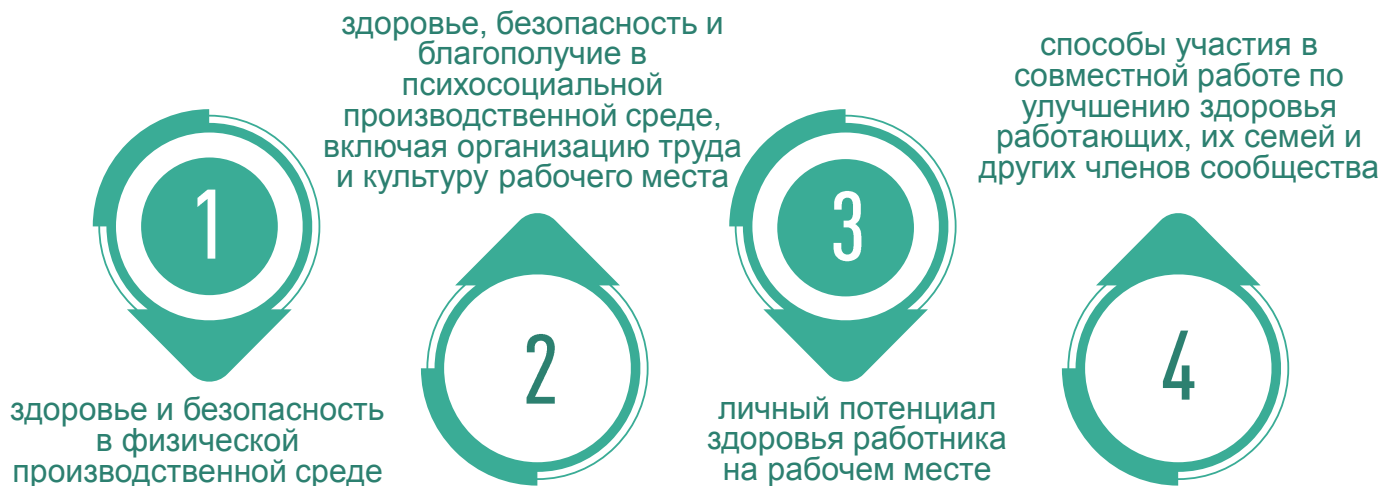 1
здоровье и безопасность
в физической
производственной среде
здоровье, безопасность и
благополучие в
психосоциальной
производственной среде,
включая организацию труда
и культуру рабочего места
2
3
личный потенциал
здоровья работника
на рабочем месте
способы участия в
совместной работе по
улучшению здоровья
работающих, их семей и
других членов сообщества
4